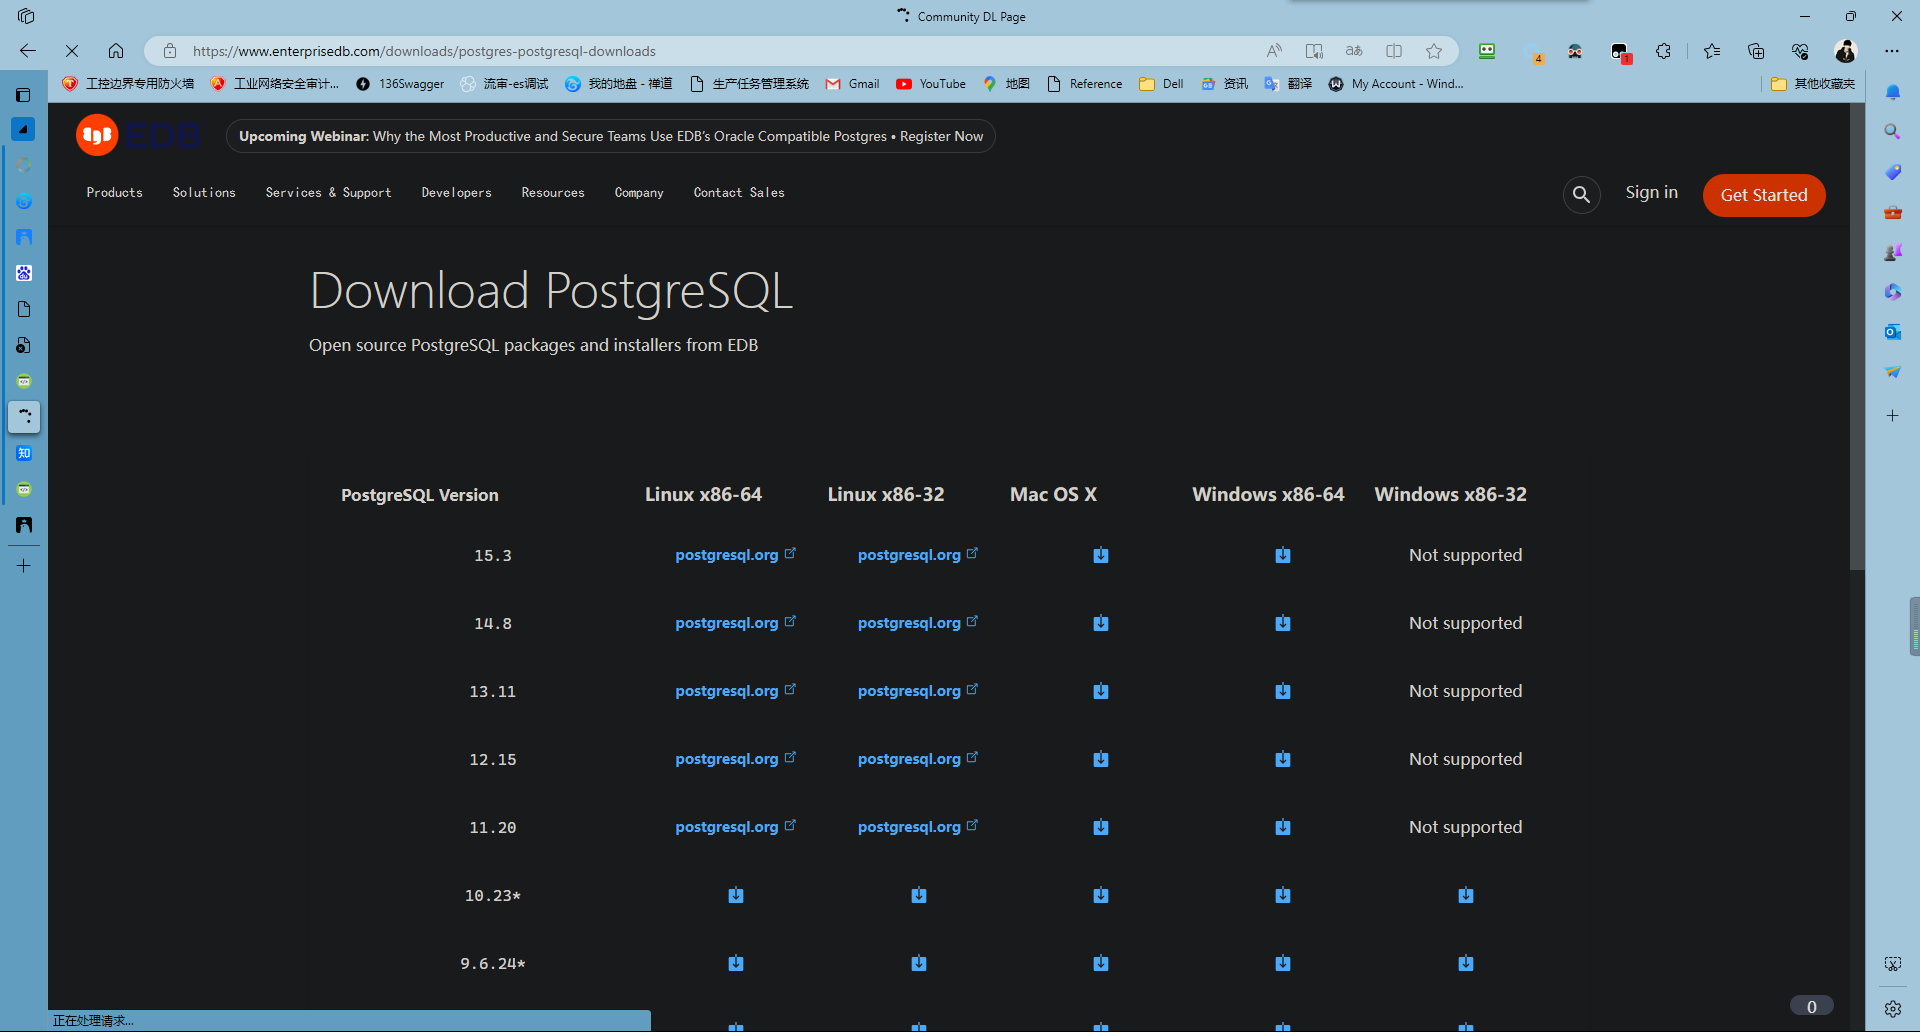 Community DL Page
https://www.enterprisedb.com/downloads/postgres-postgresql-downloads
工控边界专用防火墙 工业网络安全审计... 136Swagger 流审-es调试 我的地盘 - 禅道 生产任务管理系统 Gmail YouTube 地图 Reference Dell 资讯 翻译 My Account - Wind... 其他收藏夹
EDB
Upcoming Webinar: Why the Most Productive and Secure Teams Use EDB's Oracle Compatible Postgres • Register Now
Products Solutions Services & Support Developers Resources Company Contact Sales
Sign in Get Started
Download PostgreSQL
Open source PostgreSQL packages and installers from EDB
PostgreSQL Version Linux x86-64 Linux x86-32 Mac OS X Windows x86-64 Windows x86-32
15.3 postgresql.org postgresql.org Not supported
14.8 postgresql.org postgresql.org Not supported
13.11 postgresql.org postgresql.org Not supported
12.15 postgresql.org postgresql.org Not supported
11.20 postgresql.org postgresql.org Not supported
10.23*
9.6.24*
0
正在处理请求...
知
4
1